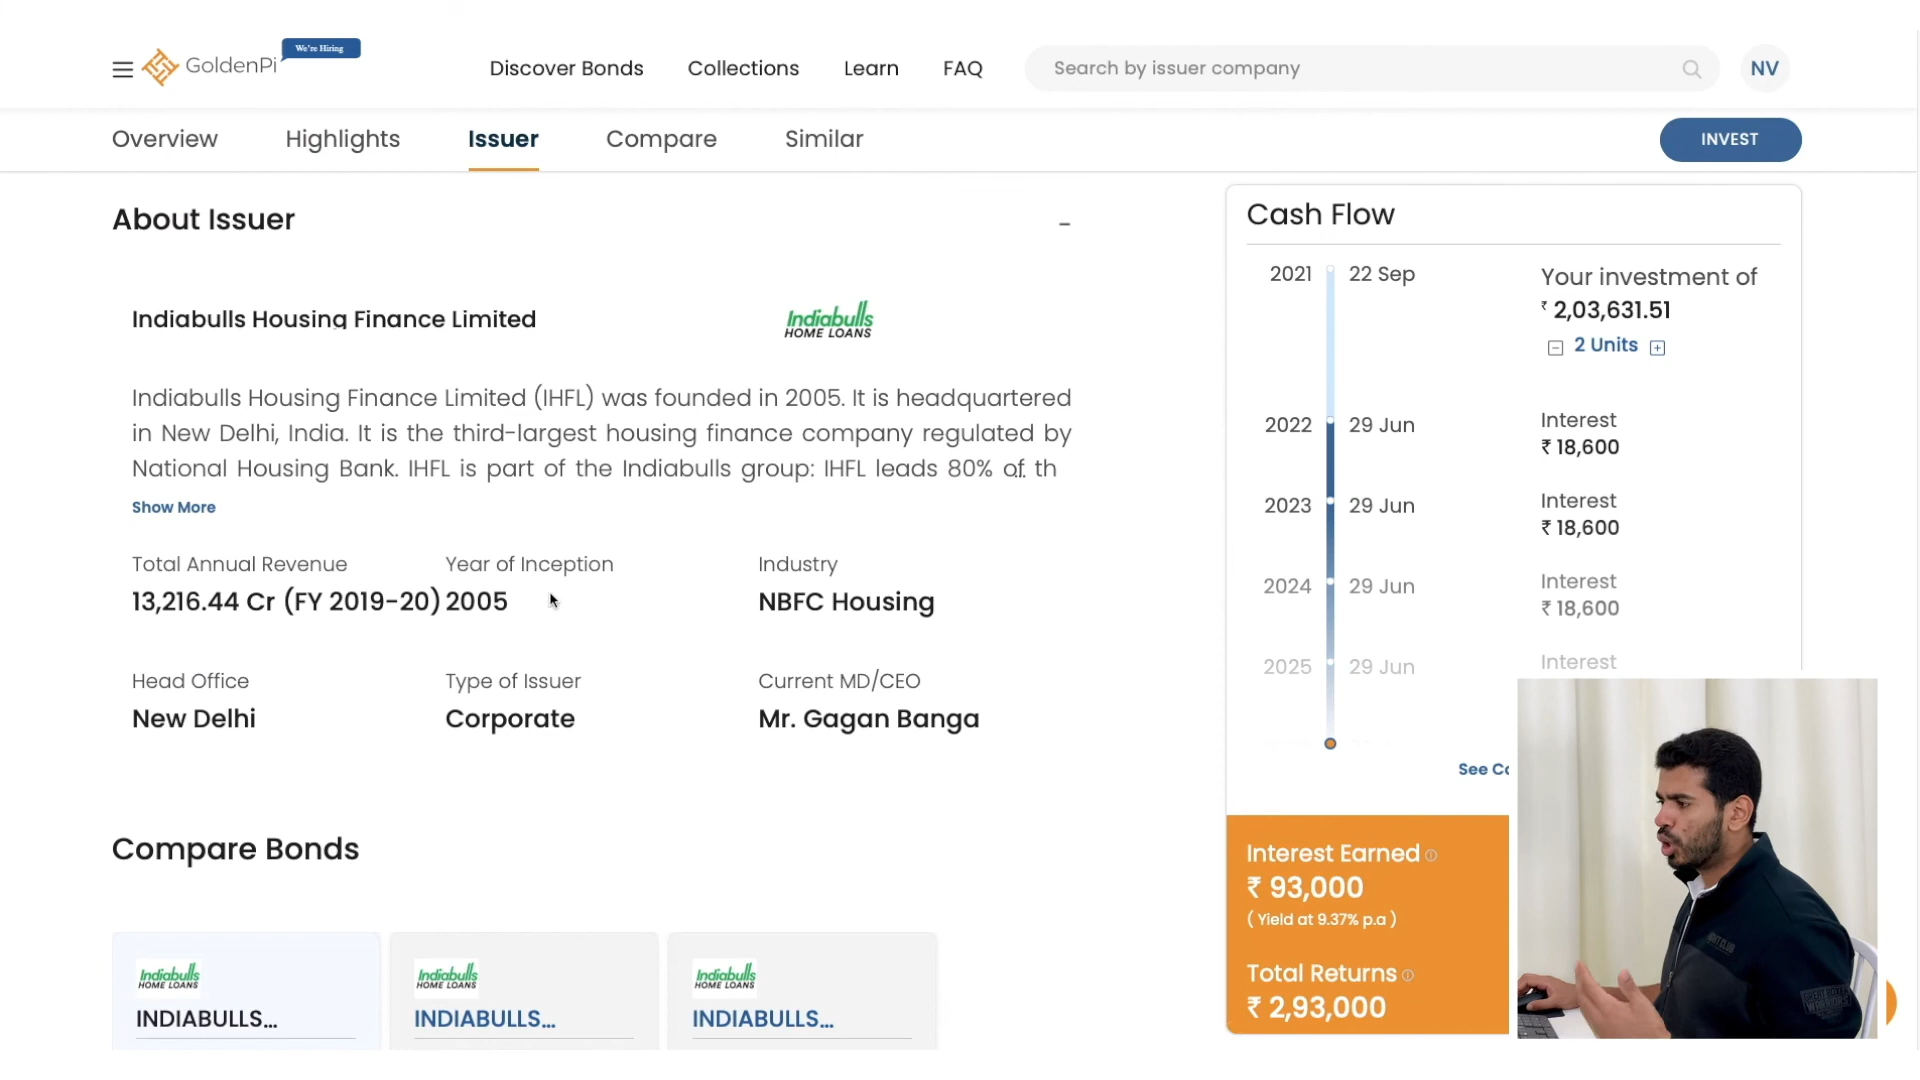 We're Hiring
GoldenPi
Discover Bonds
Collections
Learn
FAQ
Search by issuer company
NV
Overview
Highlights
Issuer
Compare
Similar
INVEST
About Issuer
Indiabulls Housing Finance Limited
Indiabulls
HOME LOANS
Indiabulls Housing Finance Limited (IHFL) was founded in 2005. It is headquartered
in New Delhi, India. It is the third-largest housing finance company regulated by
National Housing Bank. IHFL is part of the Indiabulls group: IHFL leads 80% of... th
Show More
Total Annual Revenue
13,216.44 Cr (FY 2019-20)
Year of Inception
2005
Industry
NBFC Housing
Head Office
New Delhi
Type of Issuer
Corporate
Current MD/CEO
Mr. Gagan Banga
Compare Bonds
Indiabulls
HOME LOANS
INDIABULLS...
Indiabulls
HOME LOANS
INDIABULLS...
Indiabulls
HOME LOANS
INDIABULLS...
Cash Flow
2021 22 Sep
Your investment of
₹ 2,03,631.51
2 Units
2022 29 Jun
Interest
₹ 18,600
2023 29 Jun
Interest
₹ 18,600
2024 29 Jun
Interest
₹ 18,600
2025 29 Jun
Interest
See Co
Interest Earned
₹ 93,000
( Yield at 9.37% p.a )
Total Returns
₹ 2,93,000